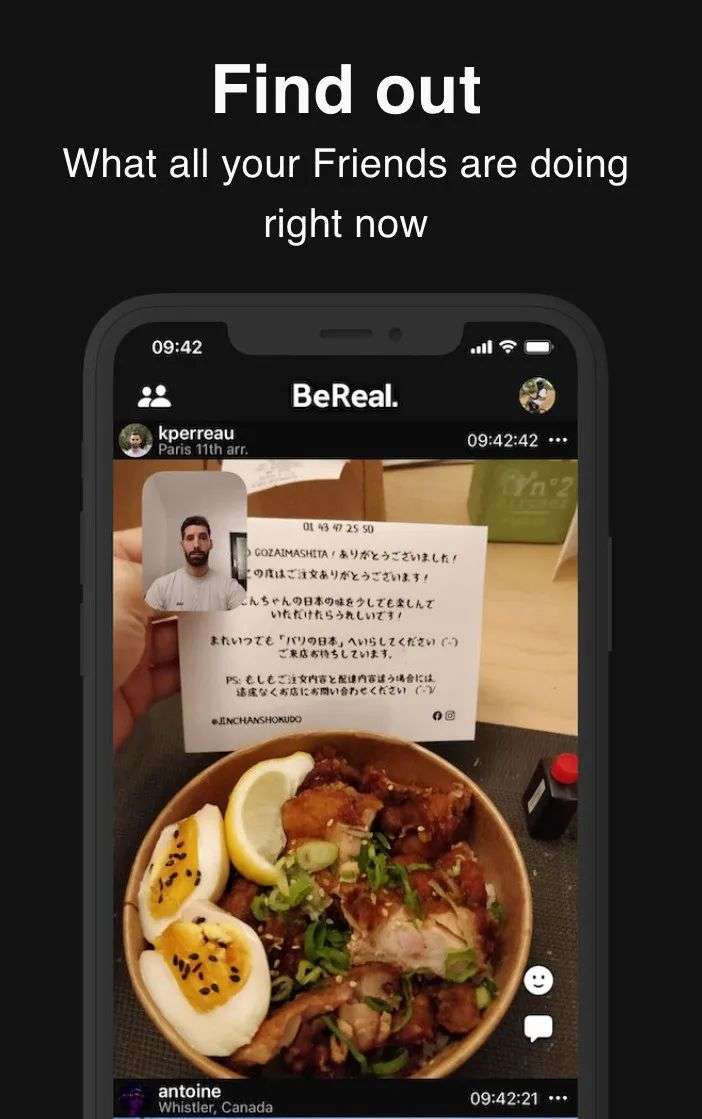 Find out
What all your Friends are doing
right now
09:42
BeReal.
kperreau
Paris 11th arr.
09:42:42
n°2
01 43 47 25 50
GOZAIMASHITA ! ありがとうございました!
の度はご注文ありがとうございます!
んちゃんの日本の味を少しでも楽しんで
いただけたらうれしいです!
またいつでも「パリの日本」へいらしてください (¨)
ご来店お待ちしています。
PS: もしもご注文内容と配達内容違う場合には、
遠慮なくお店にお問い合わせください
@JINCHANSHOKUDO
antoine
Whistler, Canada
09:42:21